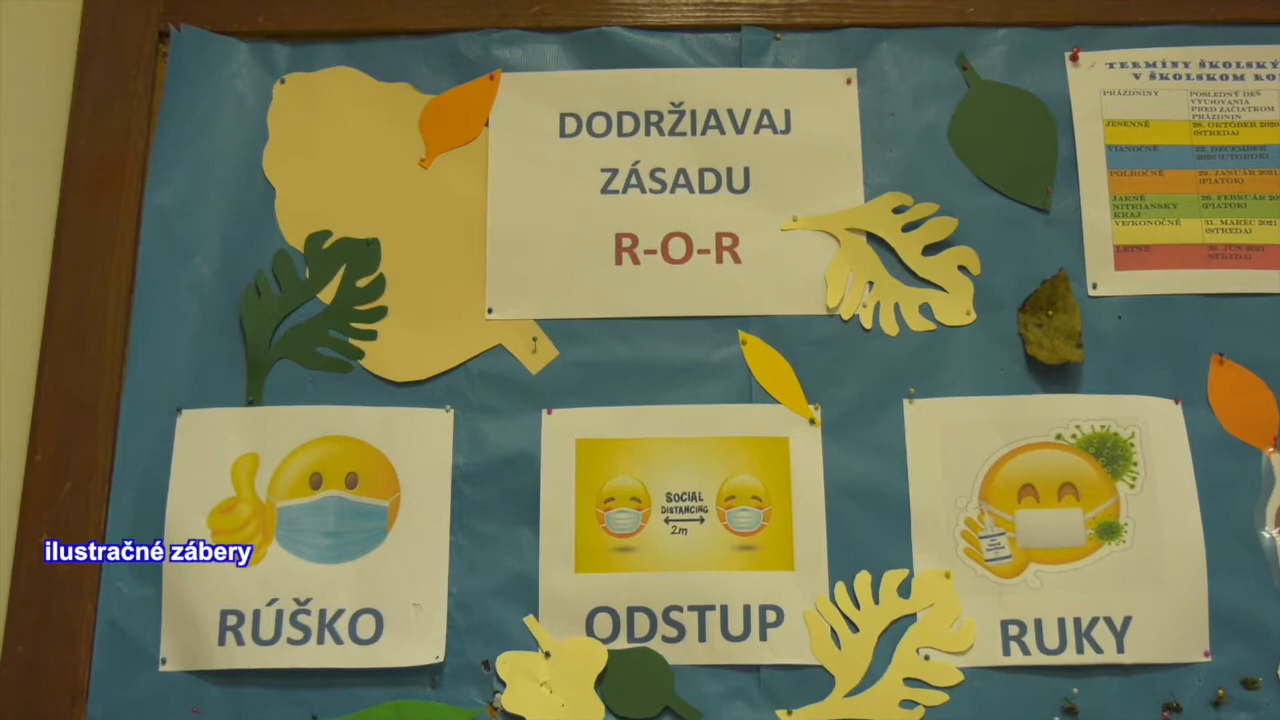 DODRŽIAVAJ
ZÁSADU
R-O-R
TERMÍNY ŠKOLSKÝ
V ŠKOLSKOM RO
PRÁZDNINY
POSLEDNÝ DEŇ
VYUČOVANIA
PRED ZAČIATKOM
PRÁZDNIN
JESENNÉ
28. OKTÓBER 2020
(STREDA)
VIANOČNÉ
22. DECEMBER
2020 (UTOROK)
POLROČNÉ
29. JANUÁR 2021
(PIATOK)
JARNÉ
NITRIANSKY
KRAJ
26. FEBRUÁR 202
(PIATOK)
VEĽKONOČNÉ
31. MAREC 2021
(STREDA)
LETNÉ
30. JÚN 2021
(STREDA)
RÚŠKO
SOCIAL
DISTANCING
2m
ODSTUP
RUKY
ilustračné zábery